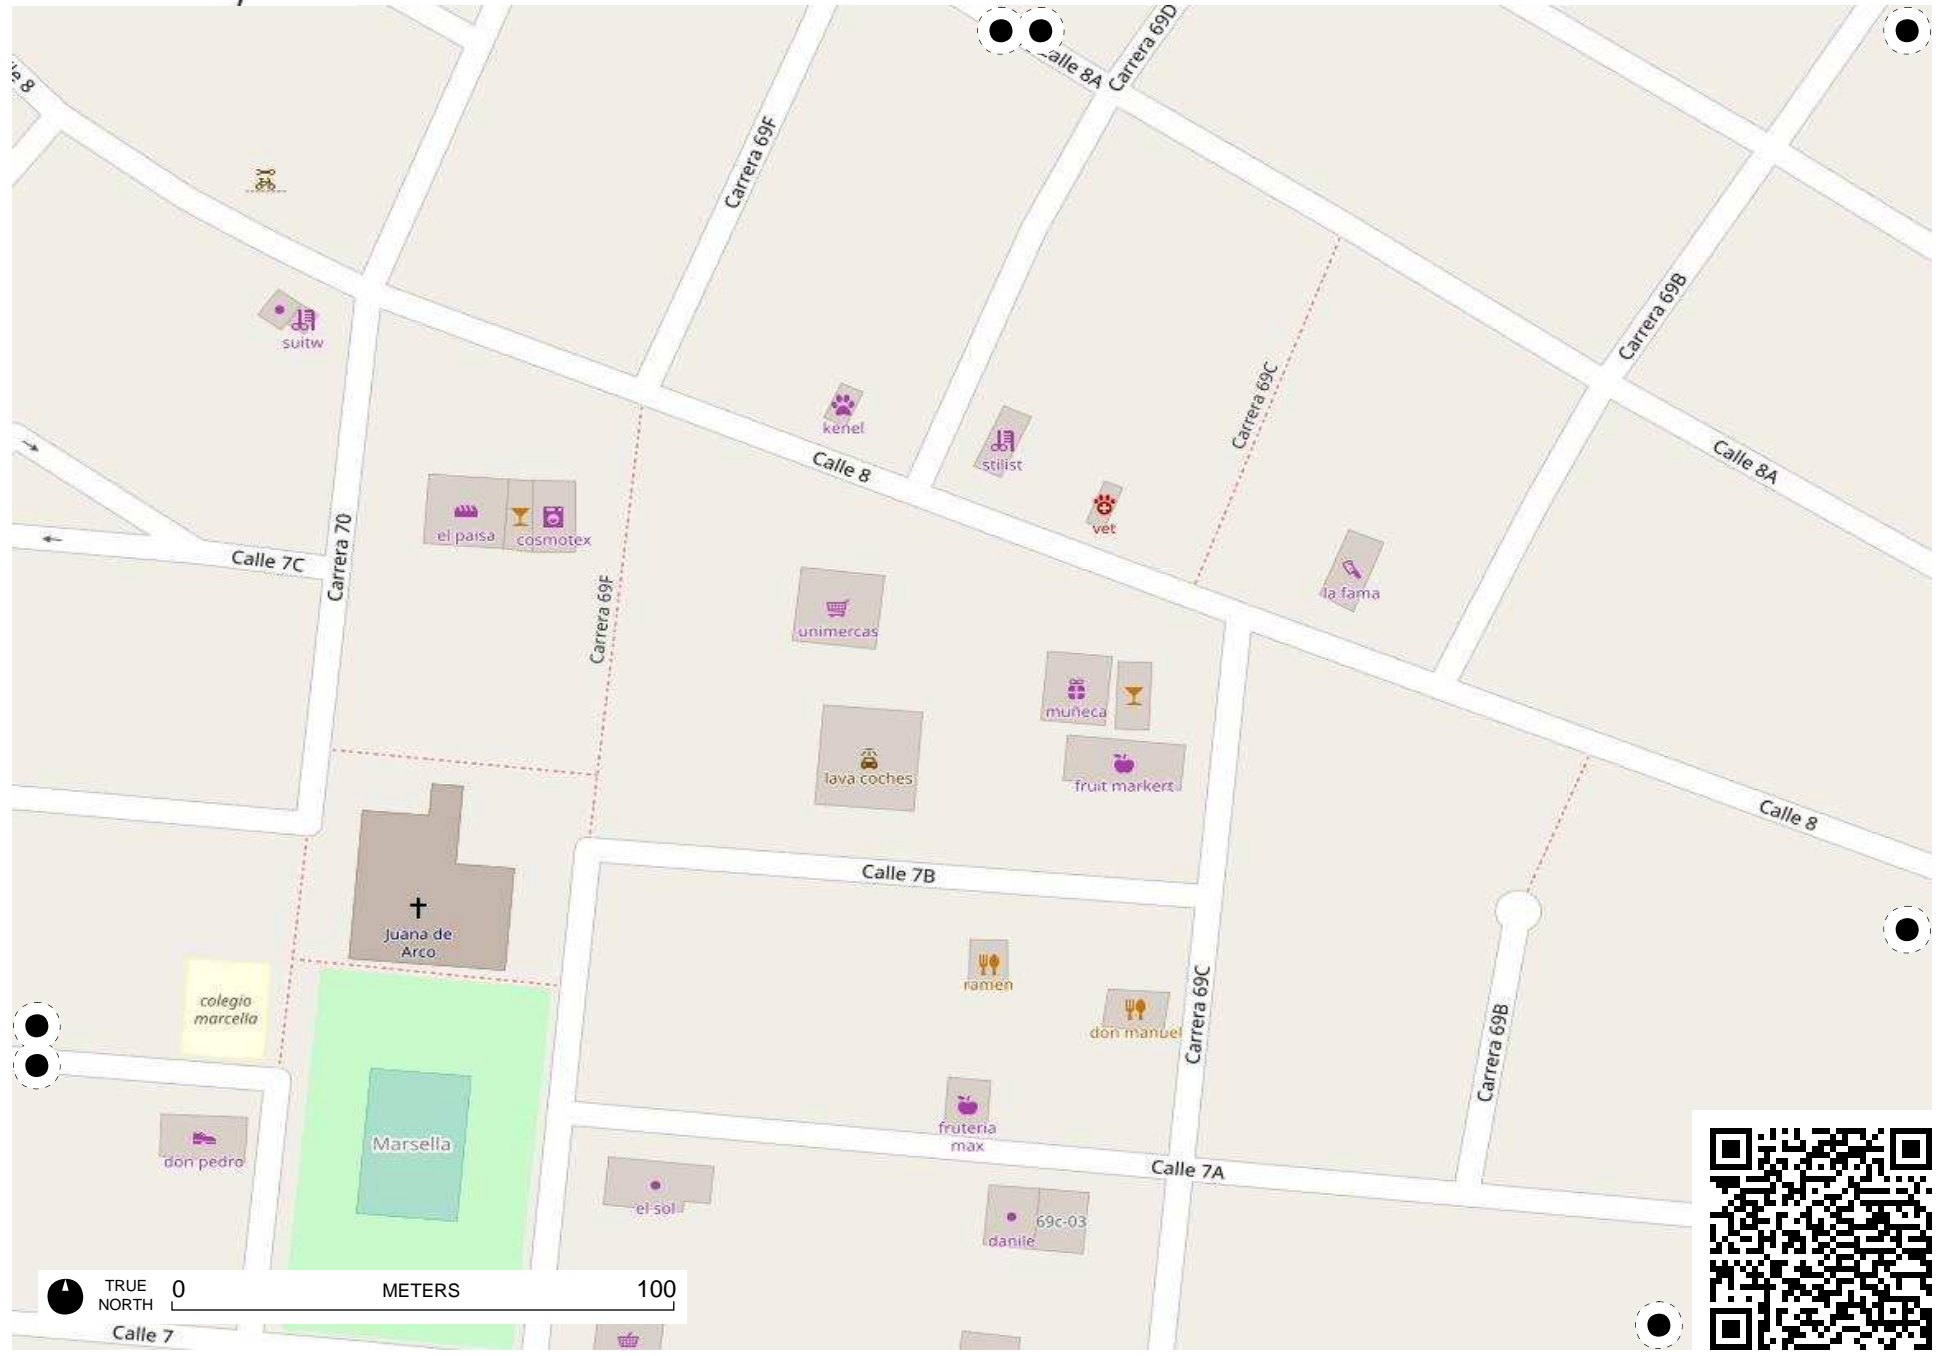 Carrera 69D
Calle 8A
Carrera 69F
suitw
Carrera 69B
kenel
Calle 8
stilist
Carrera 69C
Calle 8A
el paisa
cosmotex
vet
Calle 7C
Carrera 70
la fama
Carrera 69F
unimercas
muñeca
lava coches
fruit markert
Calle 8
Calle 7B
Juana de
Arco
colegio
marcella
ramen
don manuel
Carrera 69C
Carrera 69B
fruteria
max
Marsella
don pedro
Calle 7A
el sol
danile
69c-03
TRUE
NORTH
0
METERS
100
Calle 7